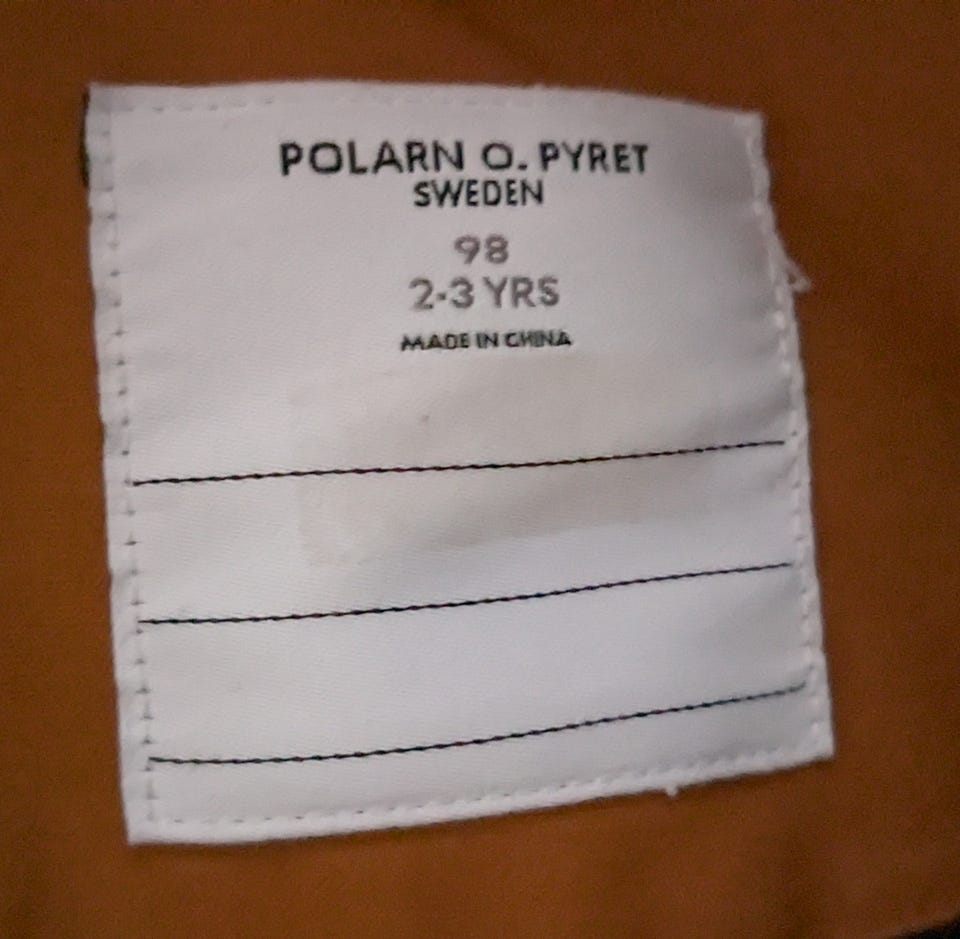 POLARN O. PYRET
SWEDEN
98
2-3 YRS
MADE IN CHINA